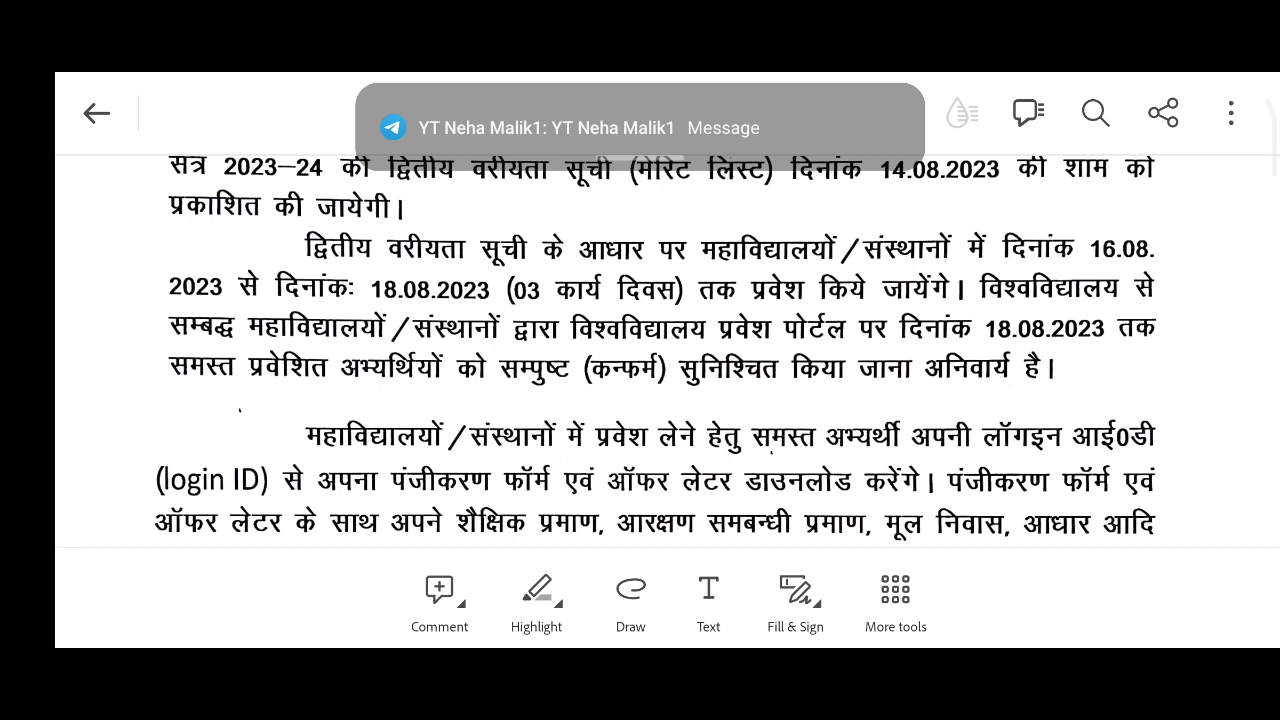 YT Neha Malik1: YT Neha Malik1 Message
सत्र 2023–24 की द्वितीय वरीयता सूची (मेरिट लिस्ट) दिनांक 14.08.2023 की शाम को
प्रकाशित की जायेगी।
द्वितीय वरीयता सूची के आधार पर महाविद्यालयों/संस्थानों में दिनांक 16.08.
2023 से दिनांकः 18.08.2023 (03 कार्य दिवस) तक प्रवेश किये जायेंगे। विश्वविद्यालय से
सम्बद्ध महाविद्यालयों/संस्थानों द्वारा विश्वविद्यालय प्रवेश पोर्टल पर दिनांक 18.08.2023 तक
समस्त प्रवेशित अभ्यर्थियों को सम्पुष्ट (कन्फर्म) सुनिश्चित किया जाना अनिवार्य है।
महाविद्यालयों/संस्थानों में प्रवेश लेने हेतु समस्त अभ्यर्थी अपनी लॉगइन आई0डी
(login ID) से अपना पंजीकरण फॉर्म एवं ऑफर लेटर डाउनलोड करेंगे। पंजीकरण फॉर्म एवं
ऑफर लेटर के साथ अपने शैक्षिक प्रमाण, आरक्षण समबन्धी प्रमाण, मूल निवास, आधार आदि
Comment Highlight Draw Text Fill & Sign More tools